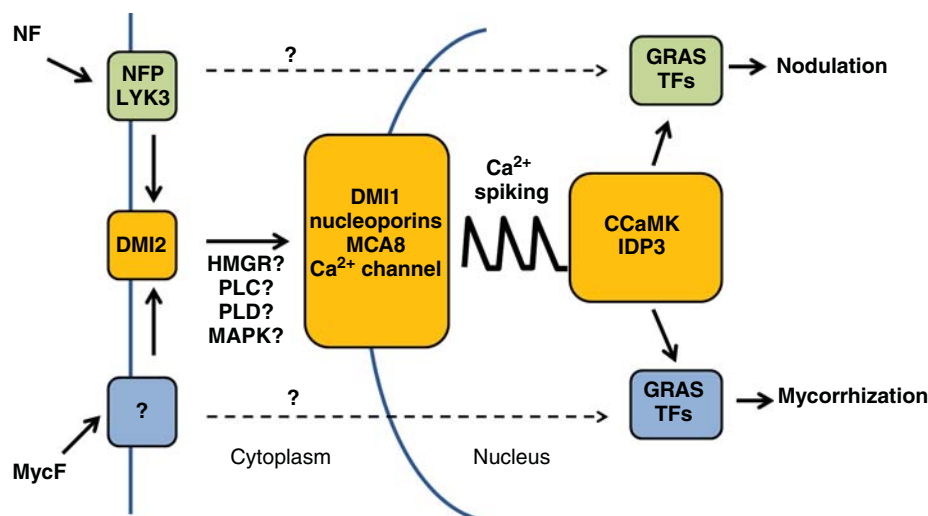 NF
NFP
LYK3
?
GRAS
TFs
Nodulation
DMI2
HMGR?
PLC?
PLD?
MAPK?
DMI1
nucleoporins
MCA8
Ca²⁺ channel
Ca²⁺
spiking
CCaMK
IDP3
?
MycF
?
GRAS
TFs
Mycorrhization
Cytoplasm
Nucleus